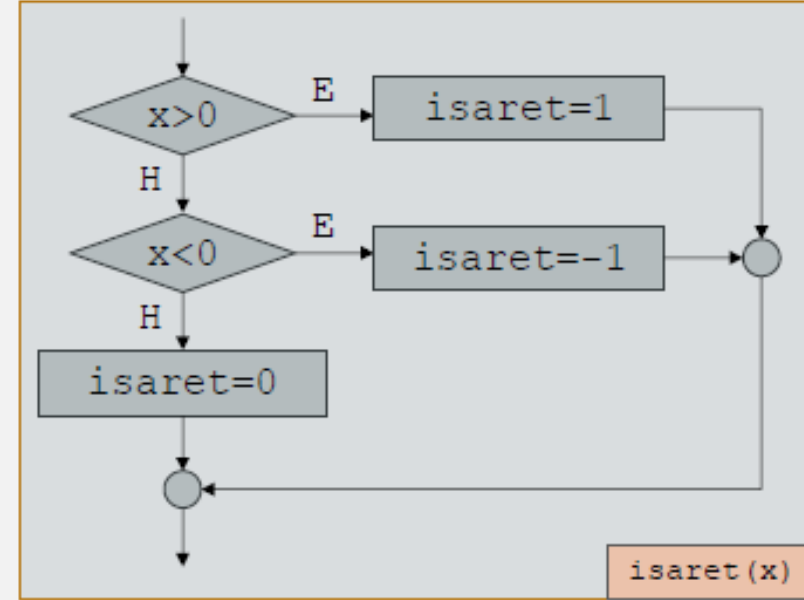 x>0
E
isaret=1
H
x<0
E
isaret=-1
H
isaret=0
isaret(x)